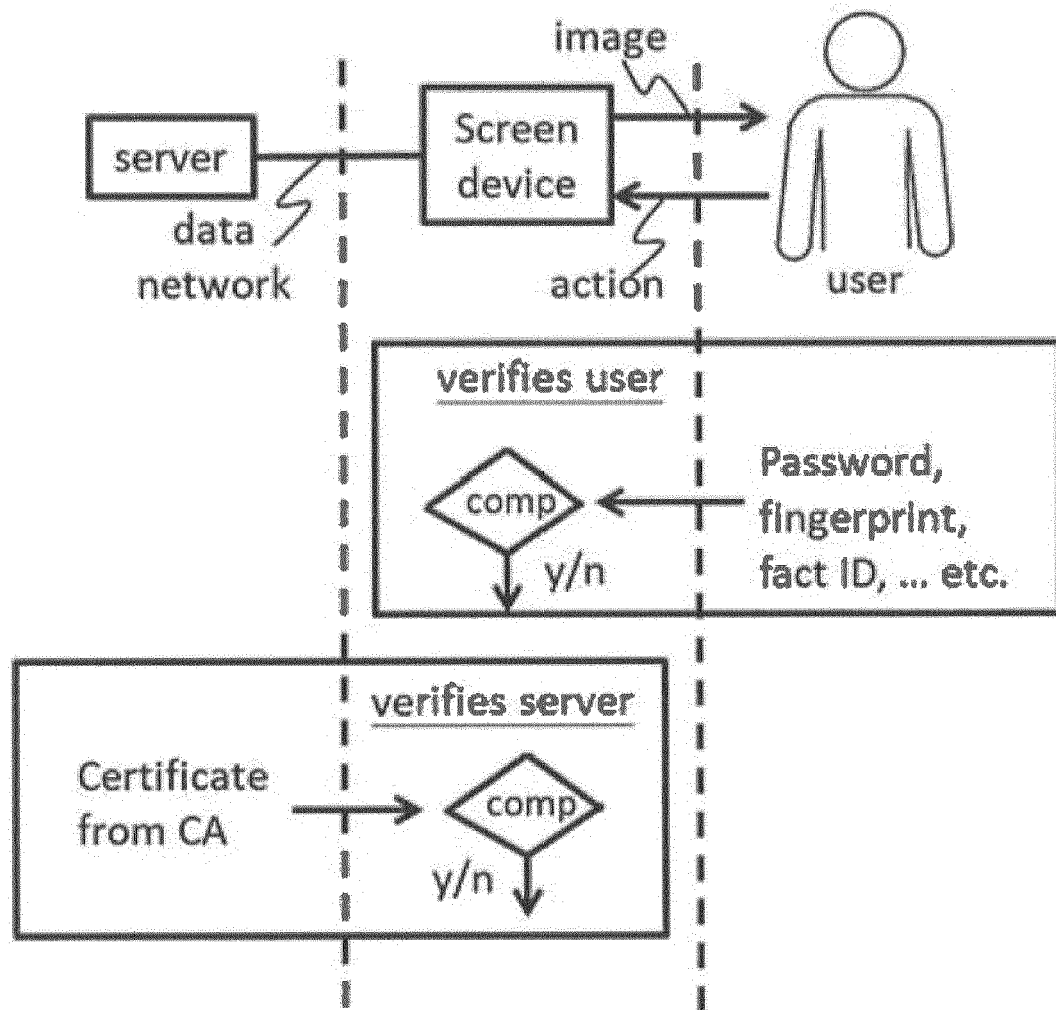 image
server
Screen
device
data
network
action
user
verifies user
comp
Password,
fingerprint,
fact ID, ... etc.
y/n
verifies server
Certificate
from CA
comp
y/n